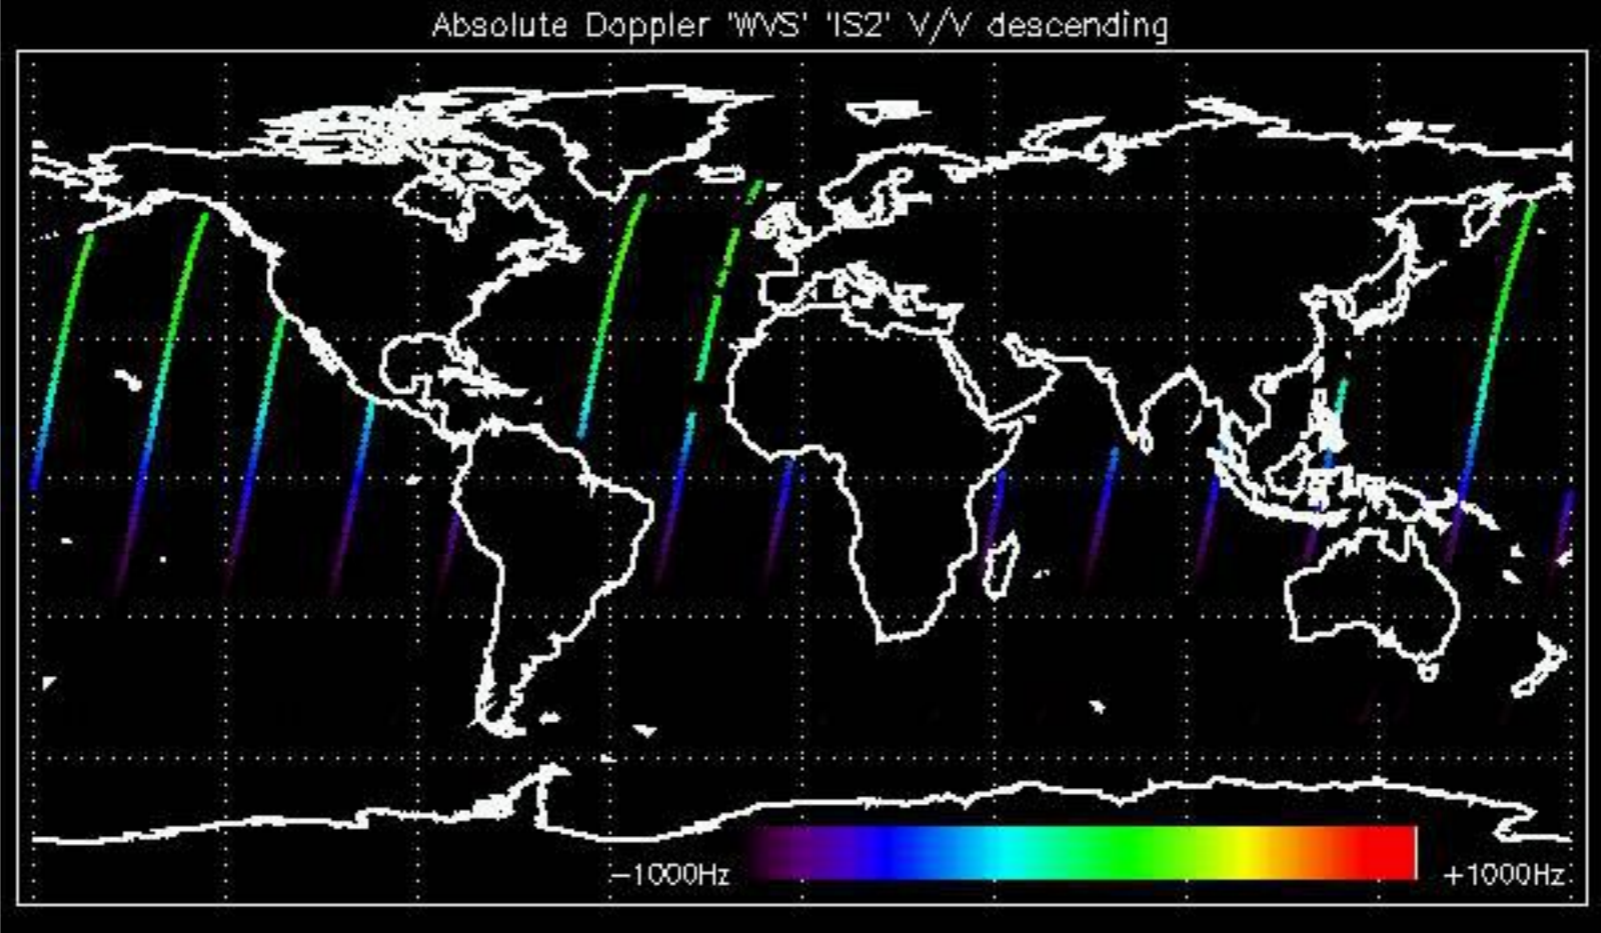 Absolute Doppler 'WVS' 'IS2' V/V descending
-1000Hz
+1000Hz